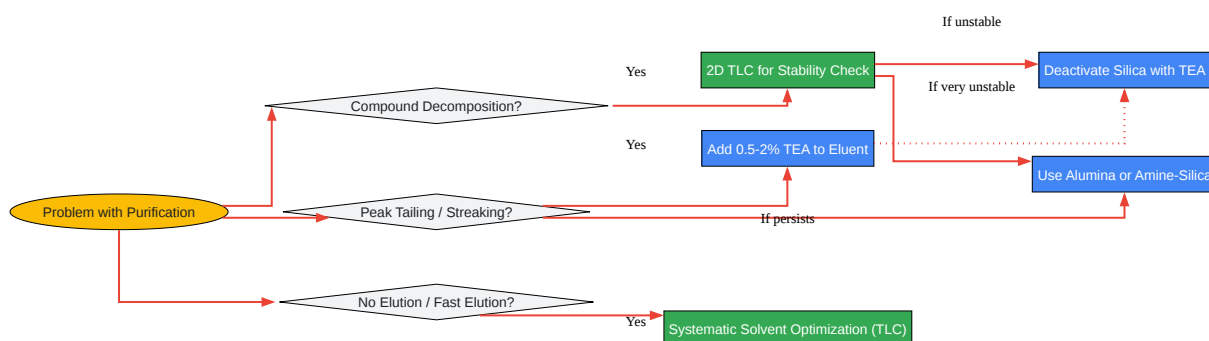 If unstable
Yes
2D TLC for Stability Check
Deactivate Silica with TEA
If very unstable
Compound Decomposition?
Yes
Add 0.5-2% TEA to Eluent
Use Alumina or Amine-Silica
Problem with Purification
Peak Tailing / Streaking?
If persists
No Elution / Fast Elution?
Yes
Systematic Solvent Optimization (TLC)